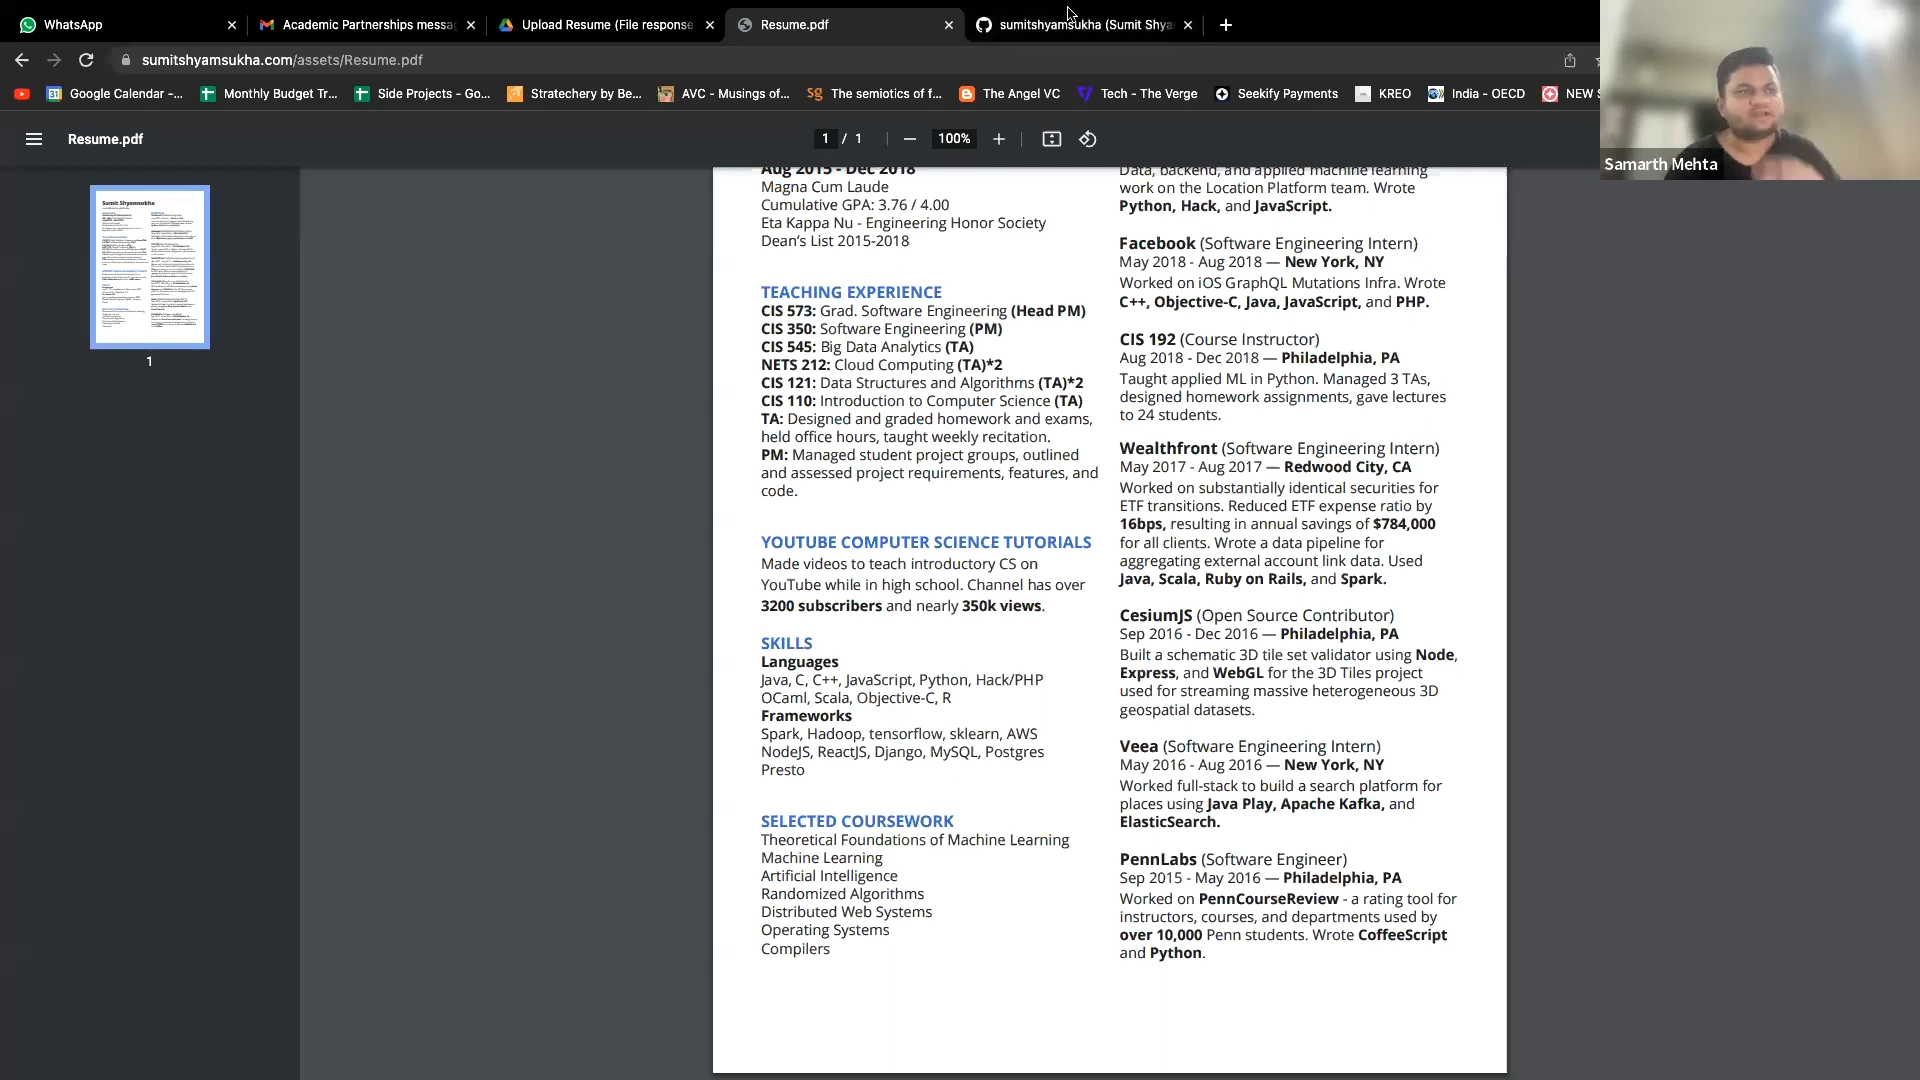 WhatsApp
Academic Partnerships messa
Upload Resume (File response
Resume.pdf
sumitshyamsukha (Sumit Shya
sumitshyamsukha.com/assets/Resume.pdf
Google Calendar -...
Monthly Budget Tr...
Side Projects - Go...
Stratechery by Be...
AVC - Musings of...
The semiotics of f...
The Angel VC
Tech - The Verge
Seekify Payments
KREO
India - OECD
NEW S
Resume.pdf
1 / 1
100%
Samarth Mehta
1
Aug 2015 - Dec 2018
Magna Cum Laude
Cumulative GPA: 3.76 / 4.00
Eta Kappa Nu - Engineering Honor Society
Dean's List 2015-2018
TEACHING EXPERIENCE
CIS 573: Grad. Software Engineering (Head PM)
CIS 350: Software Engineering (PM)
CIS 545: Big Data Analytics (TA)
NETS 212: Cloud Computing (TA)*2
CIS 121: Data Structures and Algorithms (TA)*2
CIS 110: Introduction to Computer Science (TA)
TA: Designed and graded homework and exams,
held office hours, taught weekly recitation.
PM: Managed student project groups, outlined
and assessed project requirements, features, and
code.
YOUTUBE COMPUTER SCIENCE TUTORIALS
Made videos to teach introductory CS on
YouTube while in high school. Channel has over
3200 subscribers and nearly 350k views.
SKILLS
Languages
Java, C, C++, JavaScript, Python, Hack/PHP
OCaml, Scala, Objective-C, R
Frameworks
Spark, Hadoop, tensorflow, sklearn, AWS
NodeJS, ReactJS, Django, MySQL, Postgres
Presto
SELECTED COURSEWORK
Theoretical Foundations of Machine Learning
Machine Learning
Artificial Intelligence
Randomized Algorithms
Distributed Web Systems
Operating Systems
Compilers
Data, backend, and applied machine learning
work on the Location Platform team. Wrote
Python, Hack, and JavaScript.
Facebook (Software Engineering Intern)
May 2018 - Aug 2018 — New York, NY
Worked on iOS GraphQL Mutations Infra. Wrote
C++, Objective-C, Java, JavaScript, and PHP.
CIS 192 (Course Instructor)
Aug 2018 - Dec 2018 — Philadelphia, PA
Taught applied ML in Python. Managed 3 TAs,
designed homework assignments, gave lectures
to 24 students.
Wealthfront (Software Engineering Intern)
May 2017 - Aug 2017 — Redwood City, CA
Worked on substantially identical securities for
ETF transitions. Reduced ETF expense ratio by
16bps, resulting in annual savings of $784,000
for all clients. Wrote a data pipeline for
aggregating external account link data. Used
Java, Scala, Ruby on Rails, and Spark.
CesiumJS (Open Source Contributor)
Sep 2016 - Dec 2016 — Philadelphia, PA
Built a schematic 3D tile set validator using Node,
Express, and WebGL for the 3D Tiles project
used for streaming massive heterogeneous 3D
geospatial datasets.
Veea (Software Engineering Intern)
May 2016 - Aug 2016 — New York, NY
Worked full-stack to build a search platform for
places using Java Play, Apache Kafka, and
ElasticSearch.
PennLabs (Software Engineer)
Sep 2015 - May 2016 — Philadelphia, PA
Worked on PennCourseReview - a rating tool for
instructors, courses, and departments used by
over 10,000 Penn students. Wrote CoffeeScript
and Python.